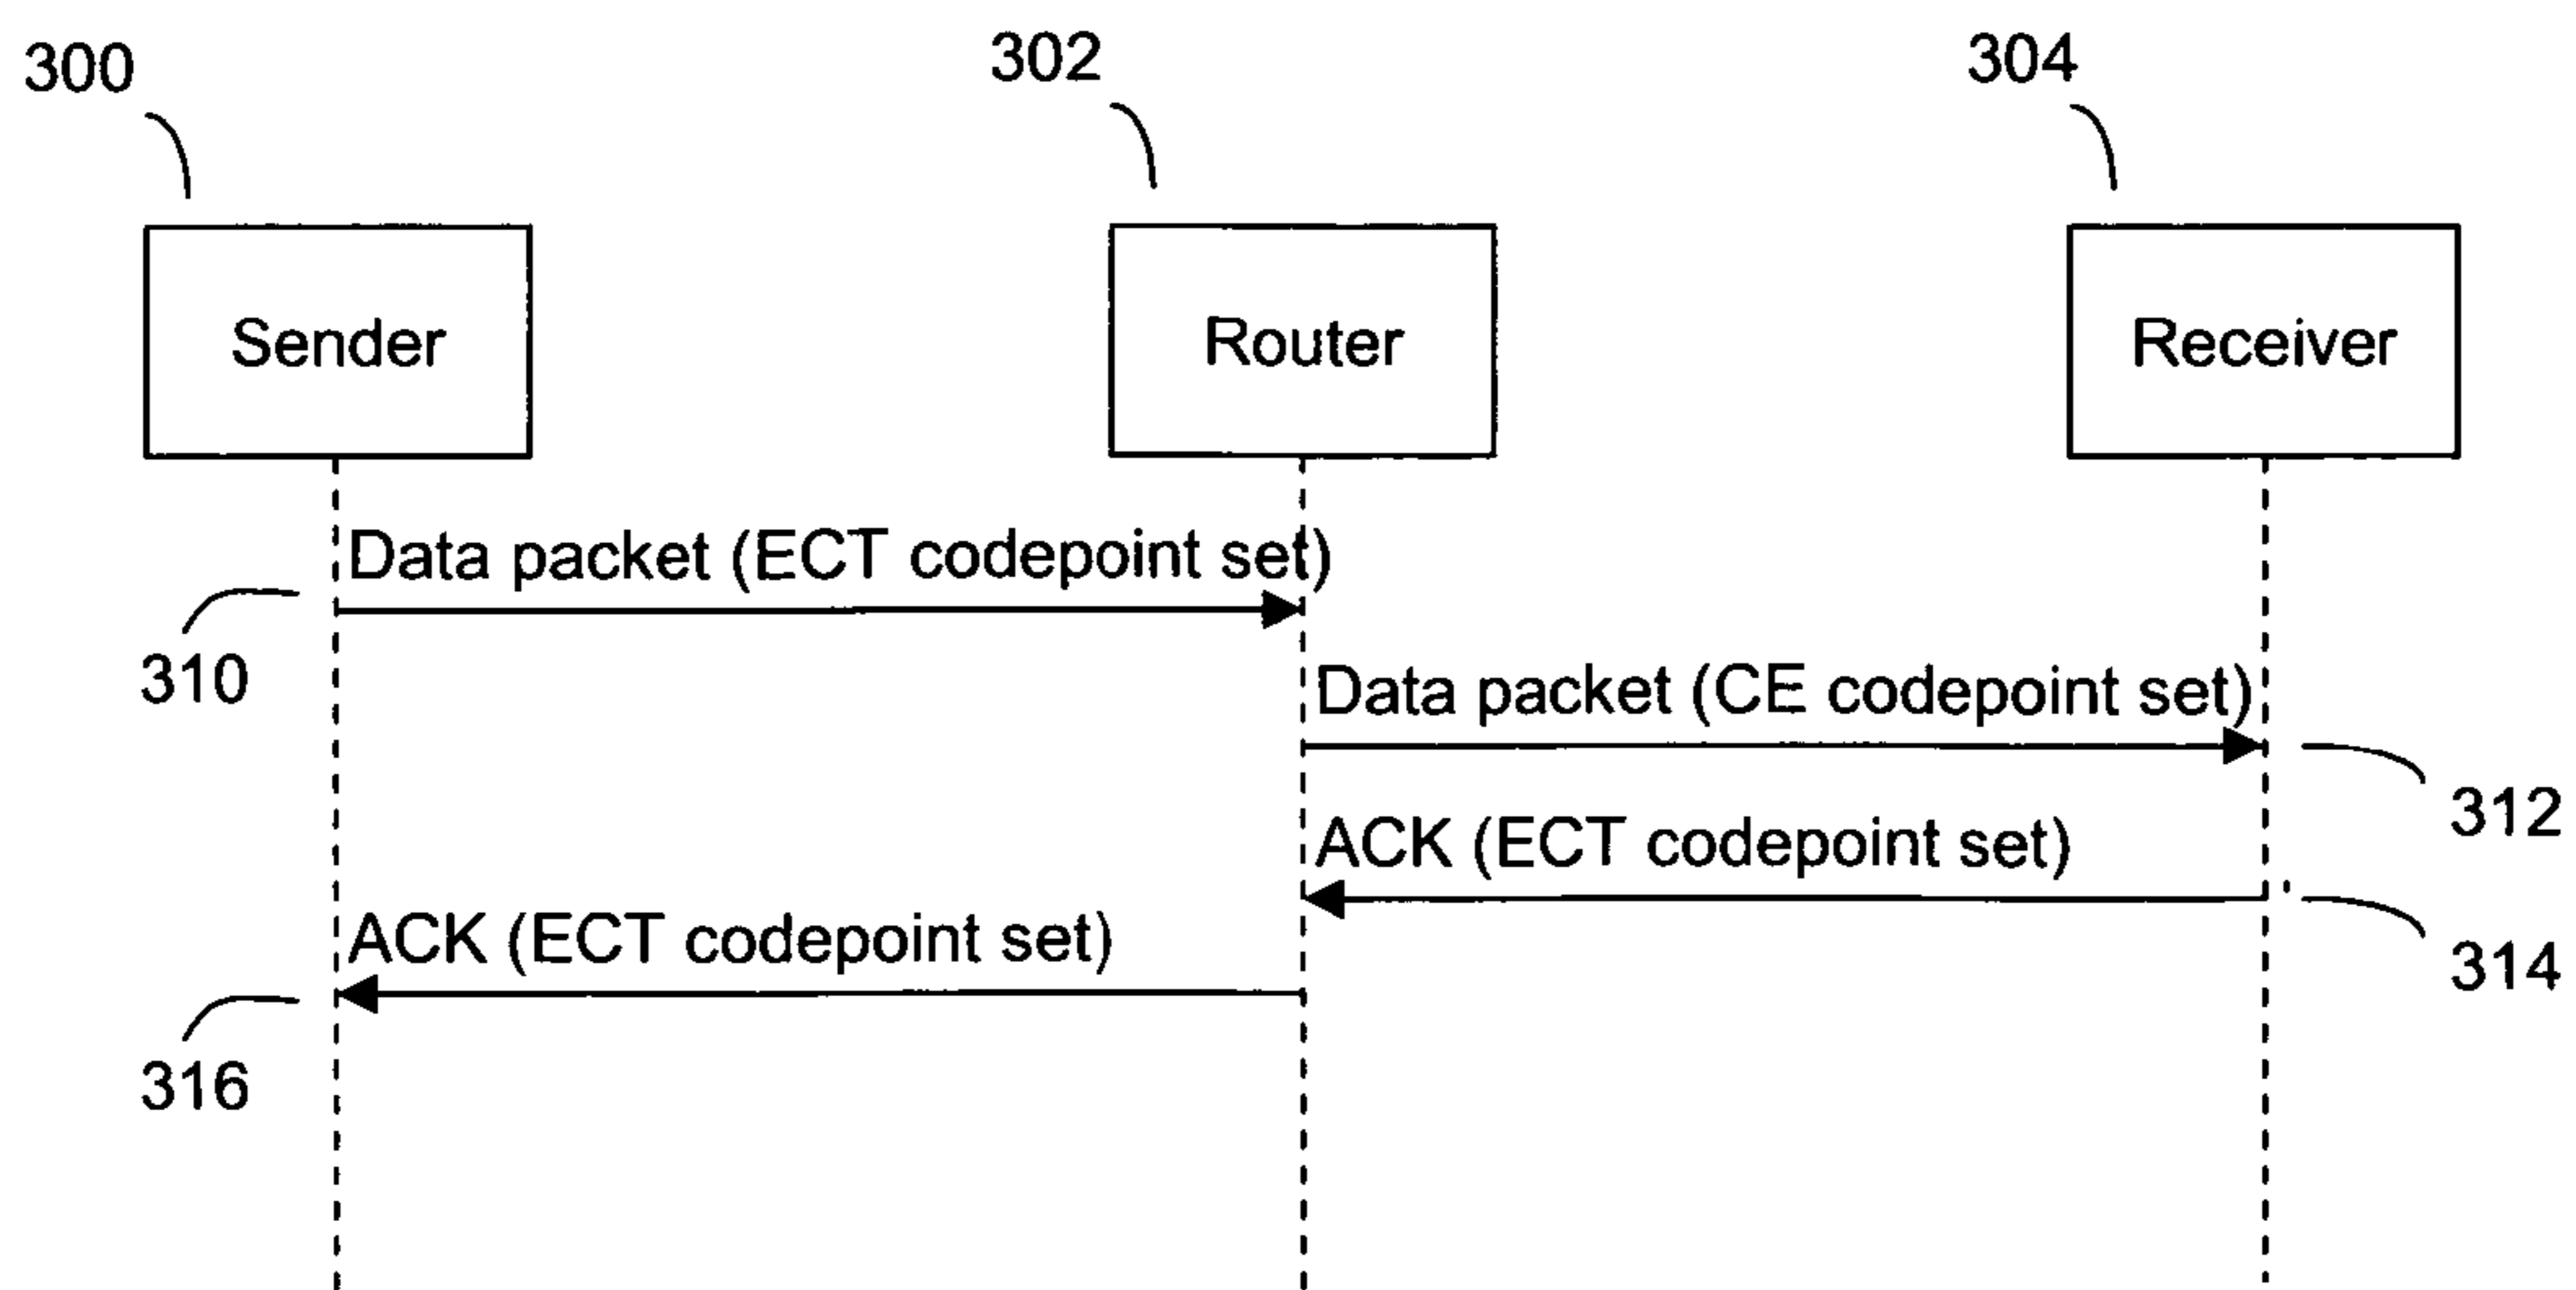 300
302
304
Sender
Router
Receiver
Data packet (ECT codepoint set)
310
Data packet (CE codepoint set)
312
ACK (ECT codepoint set)
314
ACK (ECT codepoint set)
316